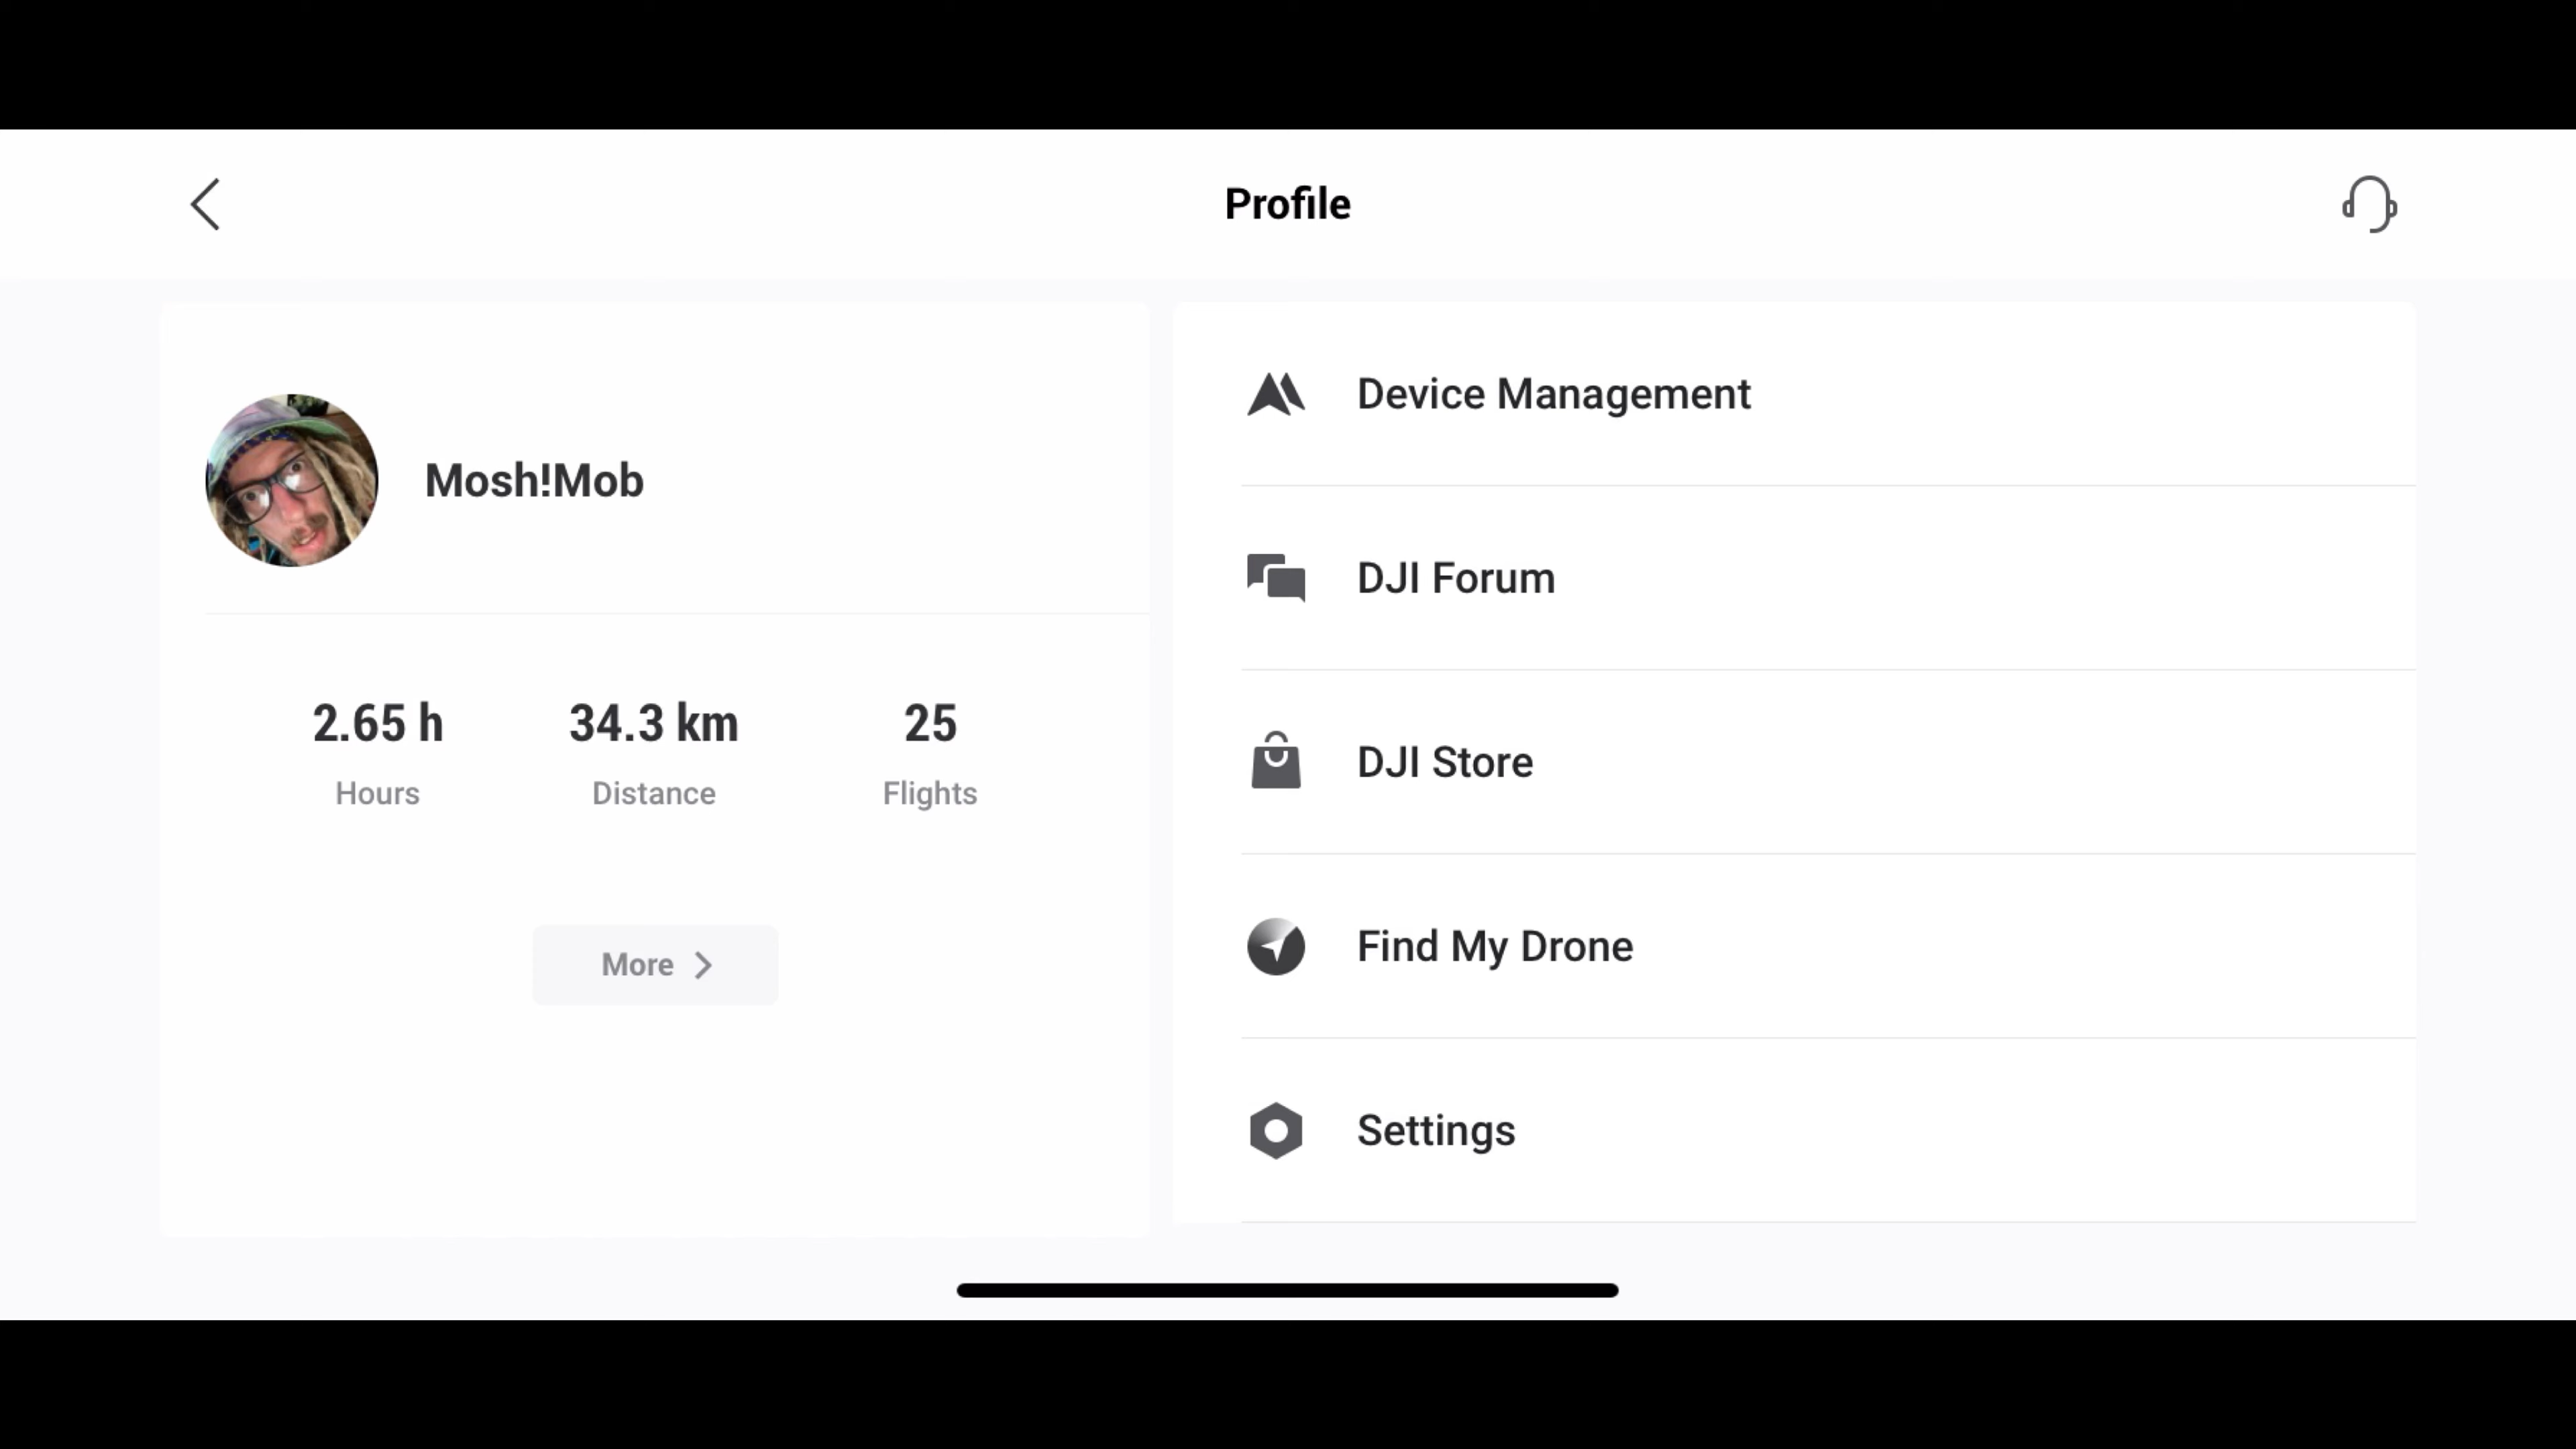 Profile
Mosh!Mob
2.65 h
34.3 km
25
Hours
Distance
Flights
More
Device Management
DJI Forum
DJI Store
Find My Drone
Settings